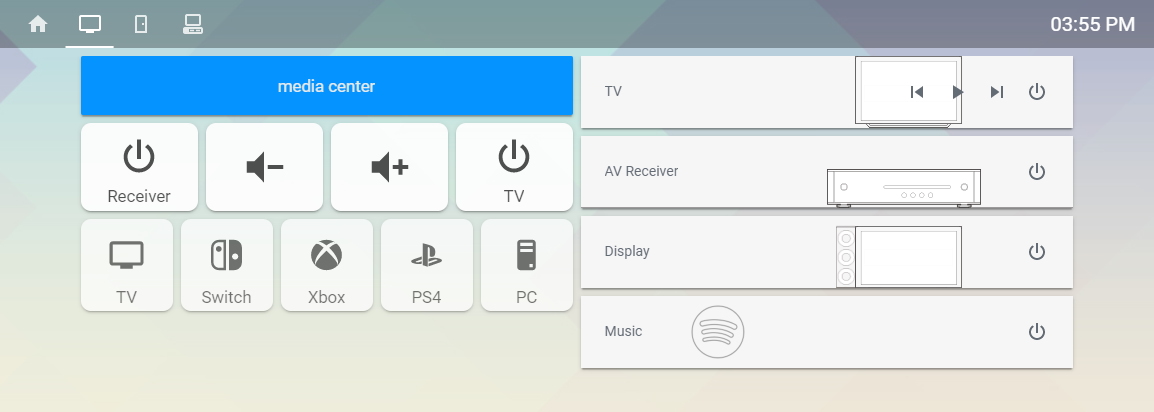 03:55 PM
media center
Receiver
TV
TV
Switch
Xbox
PS4
PC
TV
AV Receiver
Display
Music